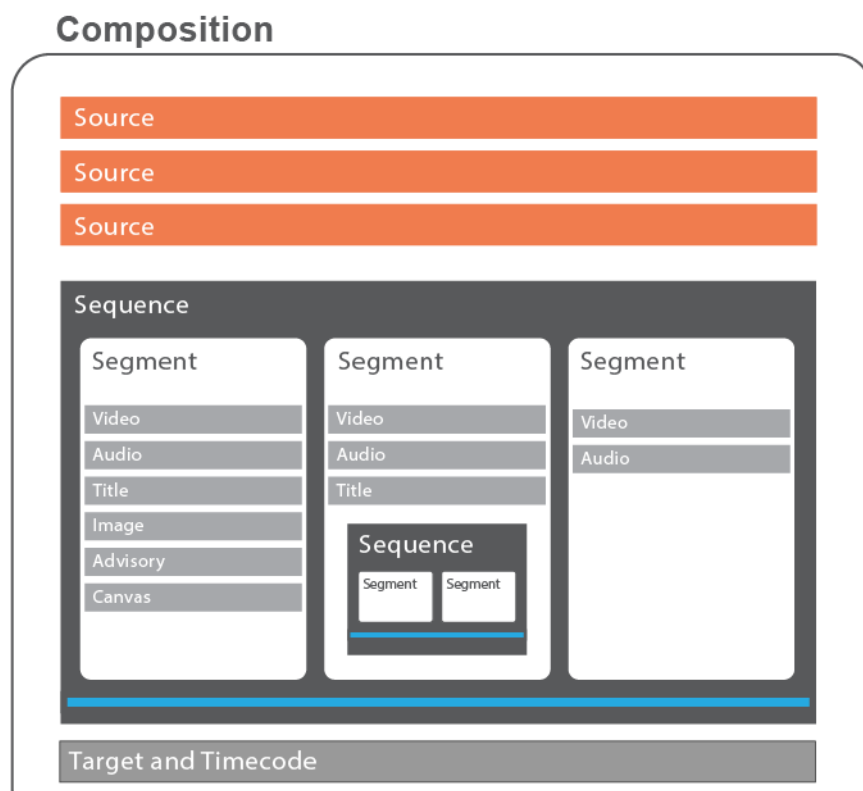 Composition
Source
Source
Source
Sequence
Segment
Video
Audio
Title
Image
Advisory
Canvas
Segment
Video
Audio
Title
Sequence
Segment
Segment
Segment
Video
Audio
Target and Timecode